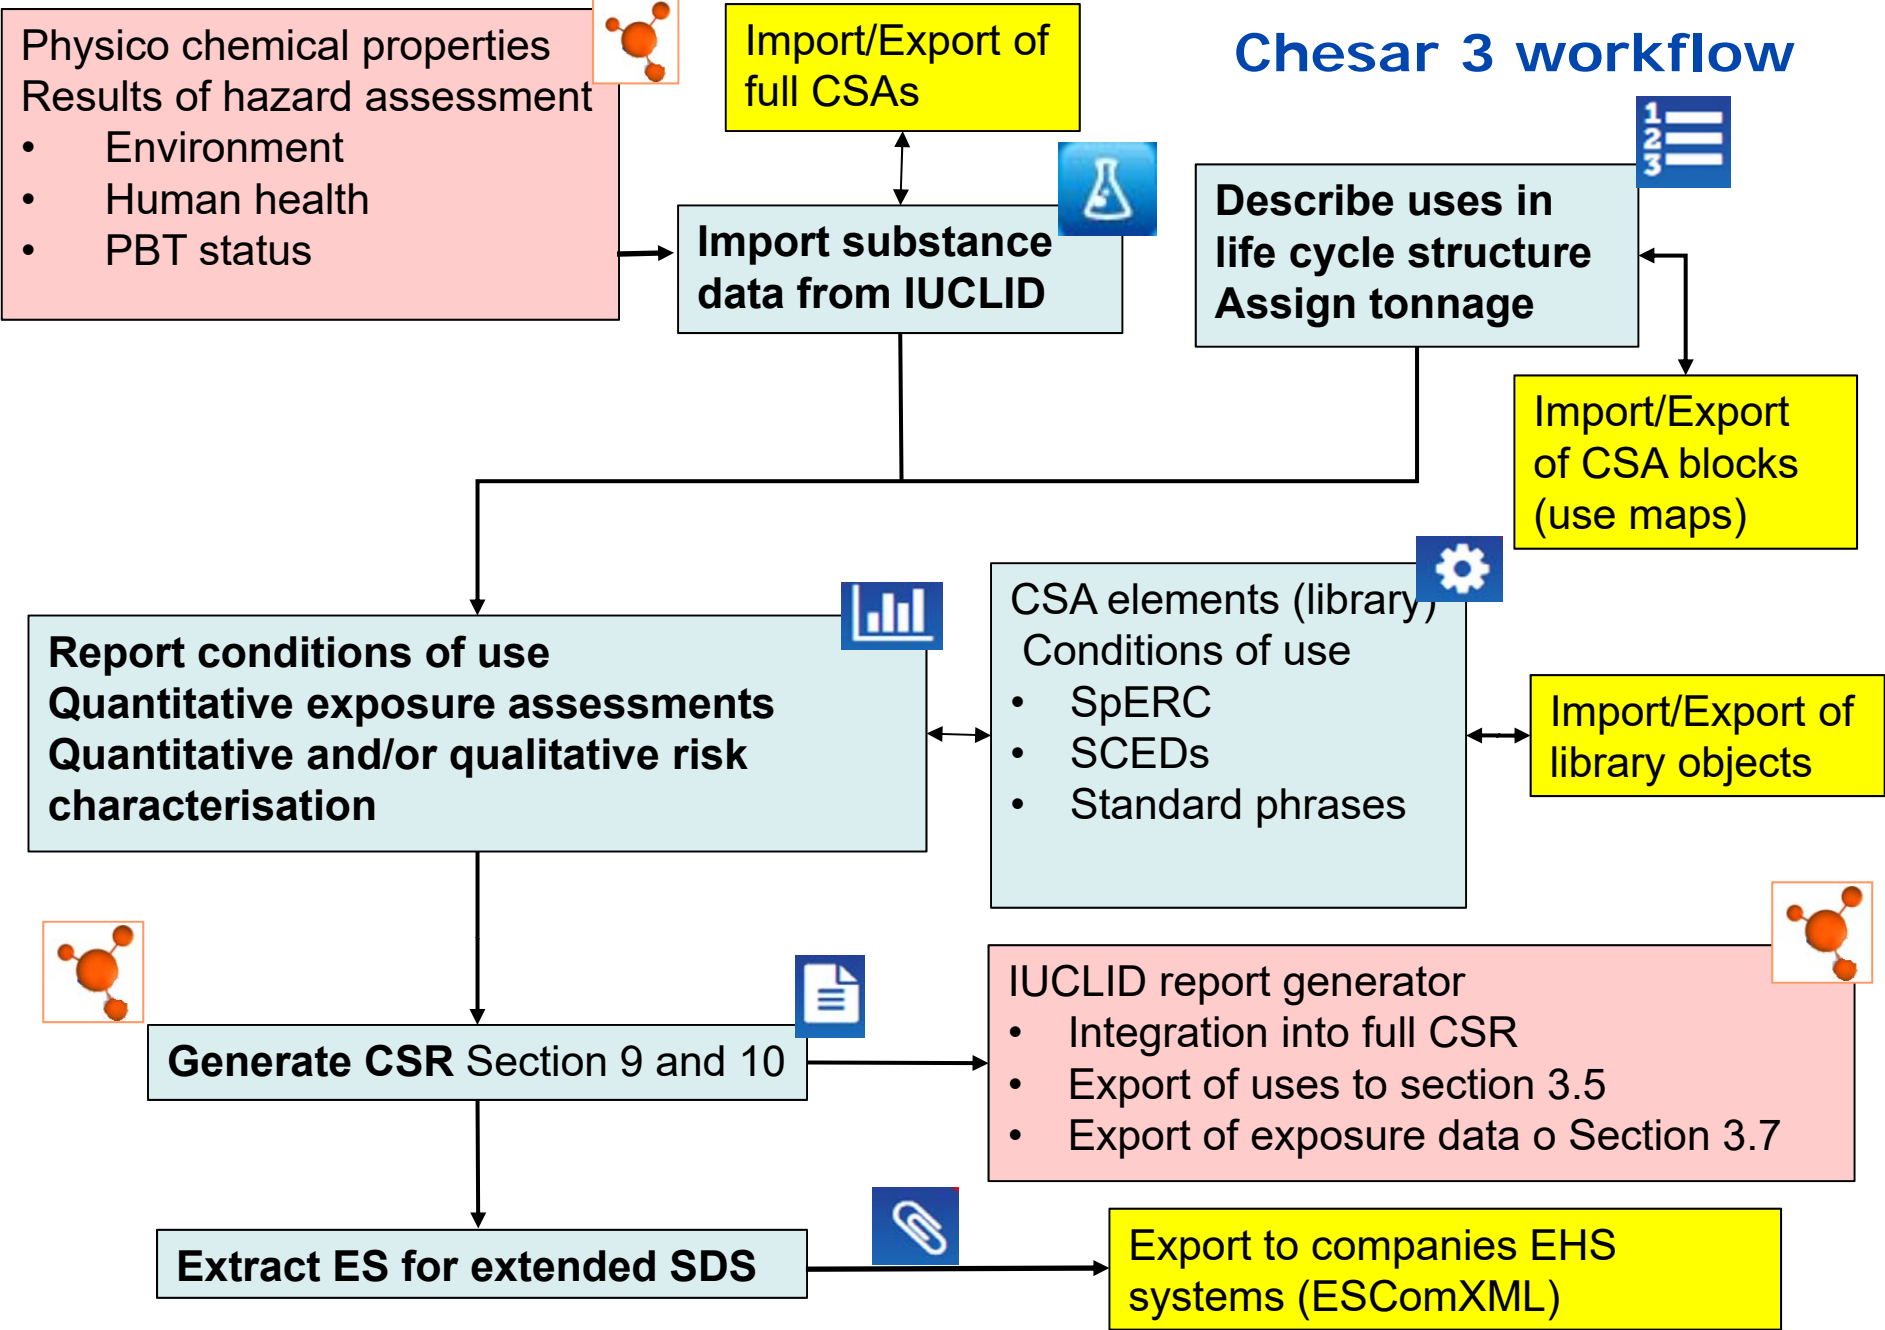 Chesar 3 workflow
Physico chemical properties
Results of hazard assessment
• Environment
• Human health
• PBT status
Import/Export of
full CSAs
Import substance
data from IUCLID
1
2
3
Describe uses in
life cycle structure
Assign tonnage
Import/Export
of CSA blocks
(use maps)
Report conditions of use
Quantitative exposure assessments
Quantitative and/or qualitative risk
characterisation
CSA elements (library)
Conditions of use
• SpERC
• SCEDs
• Standard phrases
Import/Export of
library objects
Generate CSR Section 9 and 10
IUCLID report generator
• Integration into full CSR
• Export of uses to section 3.5
• Export of exposure data o Section 3.7
Extract ES for extended SDS
Export to companies EHS
systems (ESComXML)